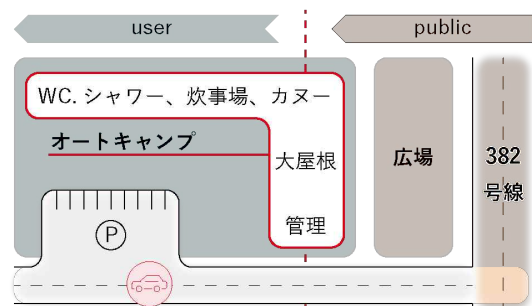 user
public
WC. シャワー、炊事場、カヌー
オートキャンプ
大屋根
管理
広場
382
号線
P